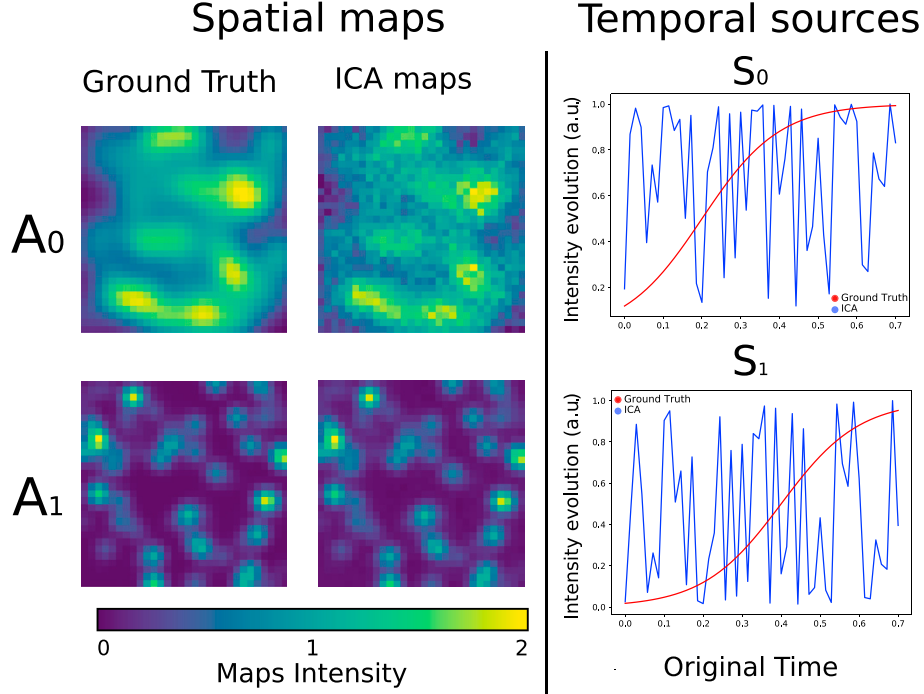 Spatial maps
Temporal sources
Ground Truth
ICA maps
A0
A1
0
1
2
Maps Intensity
S0
Intensity evolution (a.u)
1.0
0.8
0.6
0.4
0.2
0.0
0.1
0.2
0.3
0.4
0.5
0.6
0.7
Ground Truth
ICA
S1
Intensity evolution (a.u)
1.0
0.8
0.6
0.4
0.2
0.0
0.0
0.1
0.2
0.3
0.4
0.5
0.6
0.7
Ground Truth
ICA
Original Time